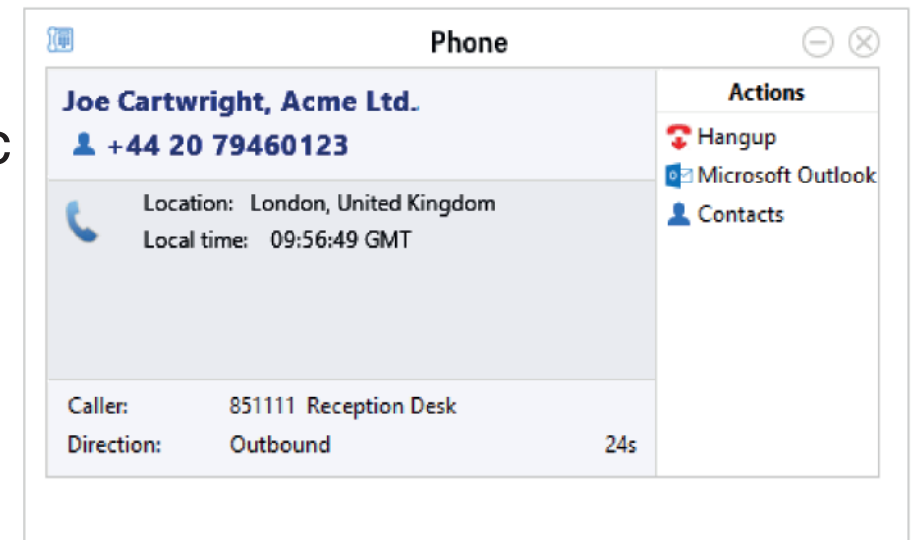 Phone
Joe Cartwright, Acme Ltd.
+44 20 79460123
Location: London, United Kingdom
Local time: 09:56:49 GMT
Caller: 851111 Reception Desk
Direction: Outbound 24s
Actions
Hangup
Microsoft Outlook
Contacts
c